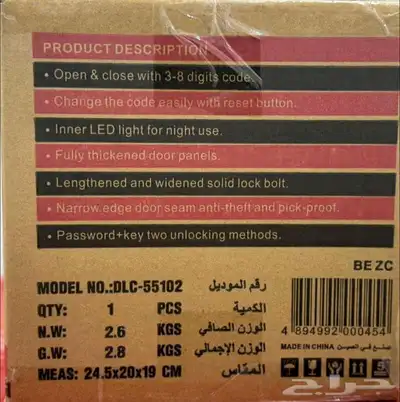 PRODUCT DESCRIPTION
• Open & close with 3-8 digits code.
• Change the code easily with reset button.
• Inner LED light for night use.
• Fully thickened door panels.
• Lengthened and widened solid lock bolt.
• Narrow edge door seam anti-theft and pick-proof.
• Password+key two unlocking methods.
BE ZC
MODEL NO.:DLC-55102 رقم الموديل
QTY: 1 PCS الكمية
N.W: 2.6 KGS الوزن الصافي
G.W: 2.8 KGS الوزن الإجمالي
MEAS: 24.5x20x19 CM المقاس
4 894992 000454
MADE IN CHINA صنع في الصين
حراج